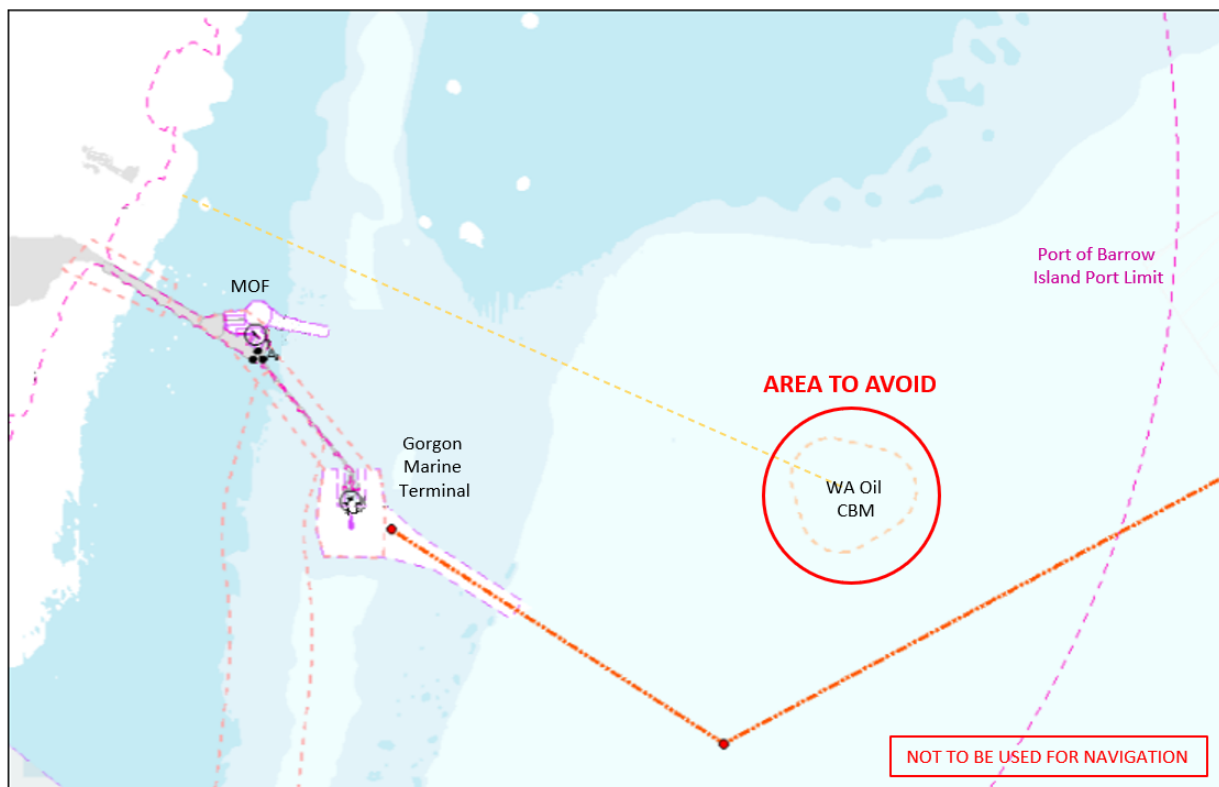 Port of Barrow
Island Port Limit
MOF
AREA TO AVOID
Gorgon
Marine
Terminal
WA Oil
CBM
NOT TO BE USED FOR NAVIGATION